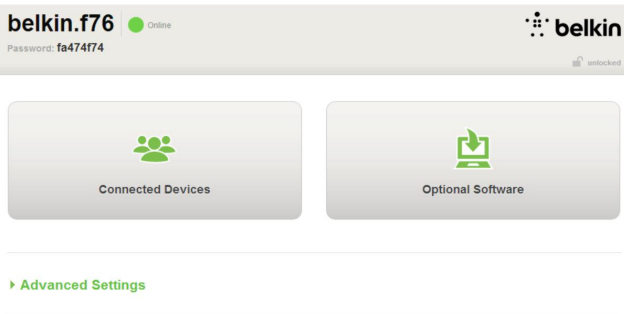 belkin.f76 Online
belkin
Password: fa474f74
unlocked
Connected Devices
Optional Software
Advanced Settings